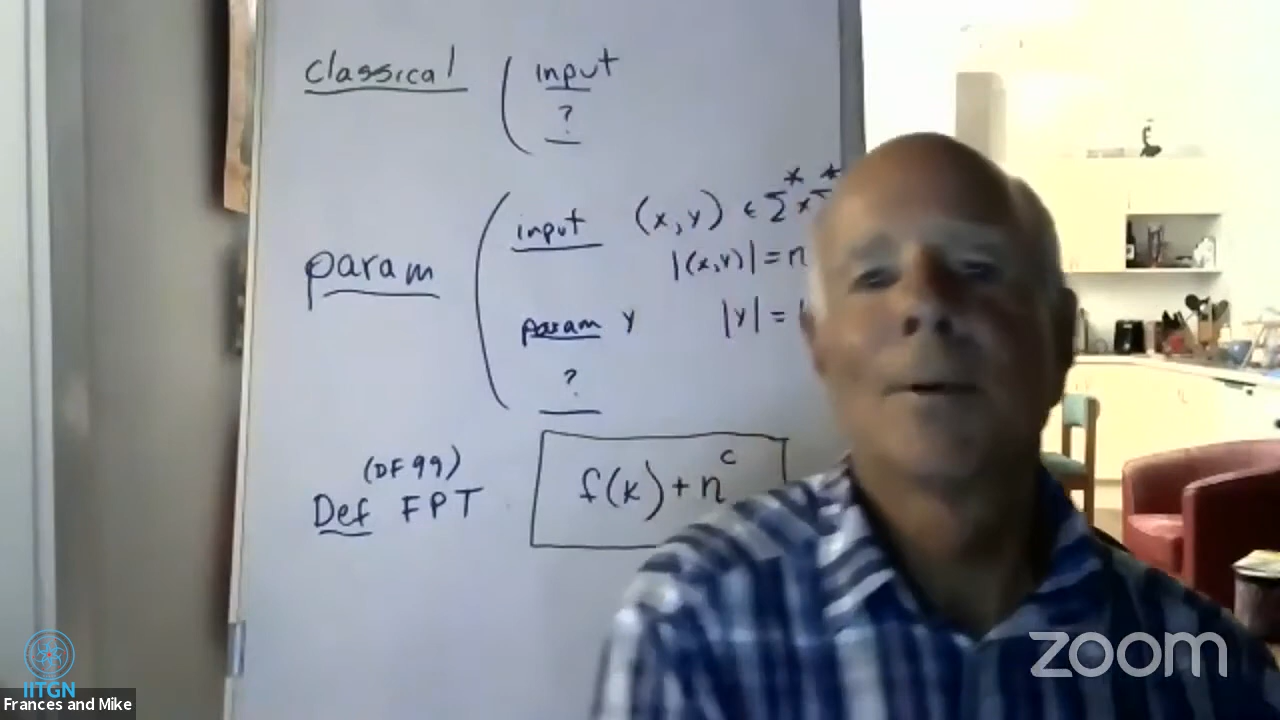 classical ( input
?
param ( input (x,y) ∈ Σ* x Σ*
|(x,y)| = n
param y |y| =
?
(DF99)
Def FPT f(k) + n^c
IITGN
Frances and Mike
zoom